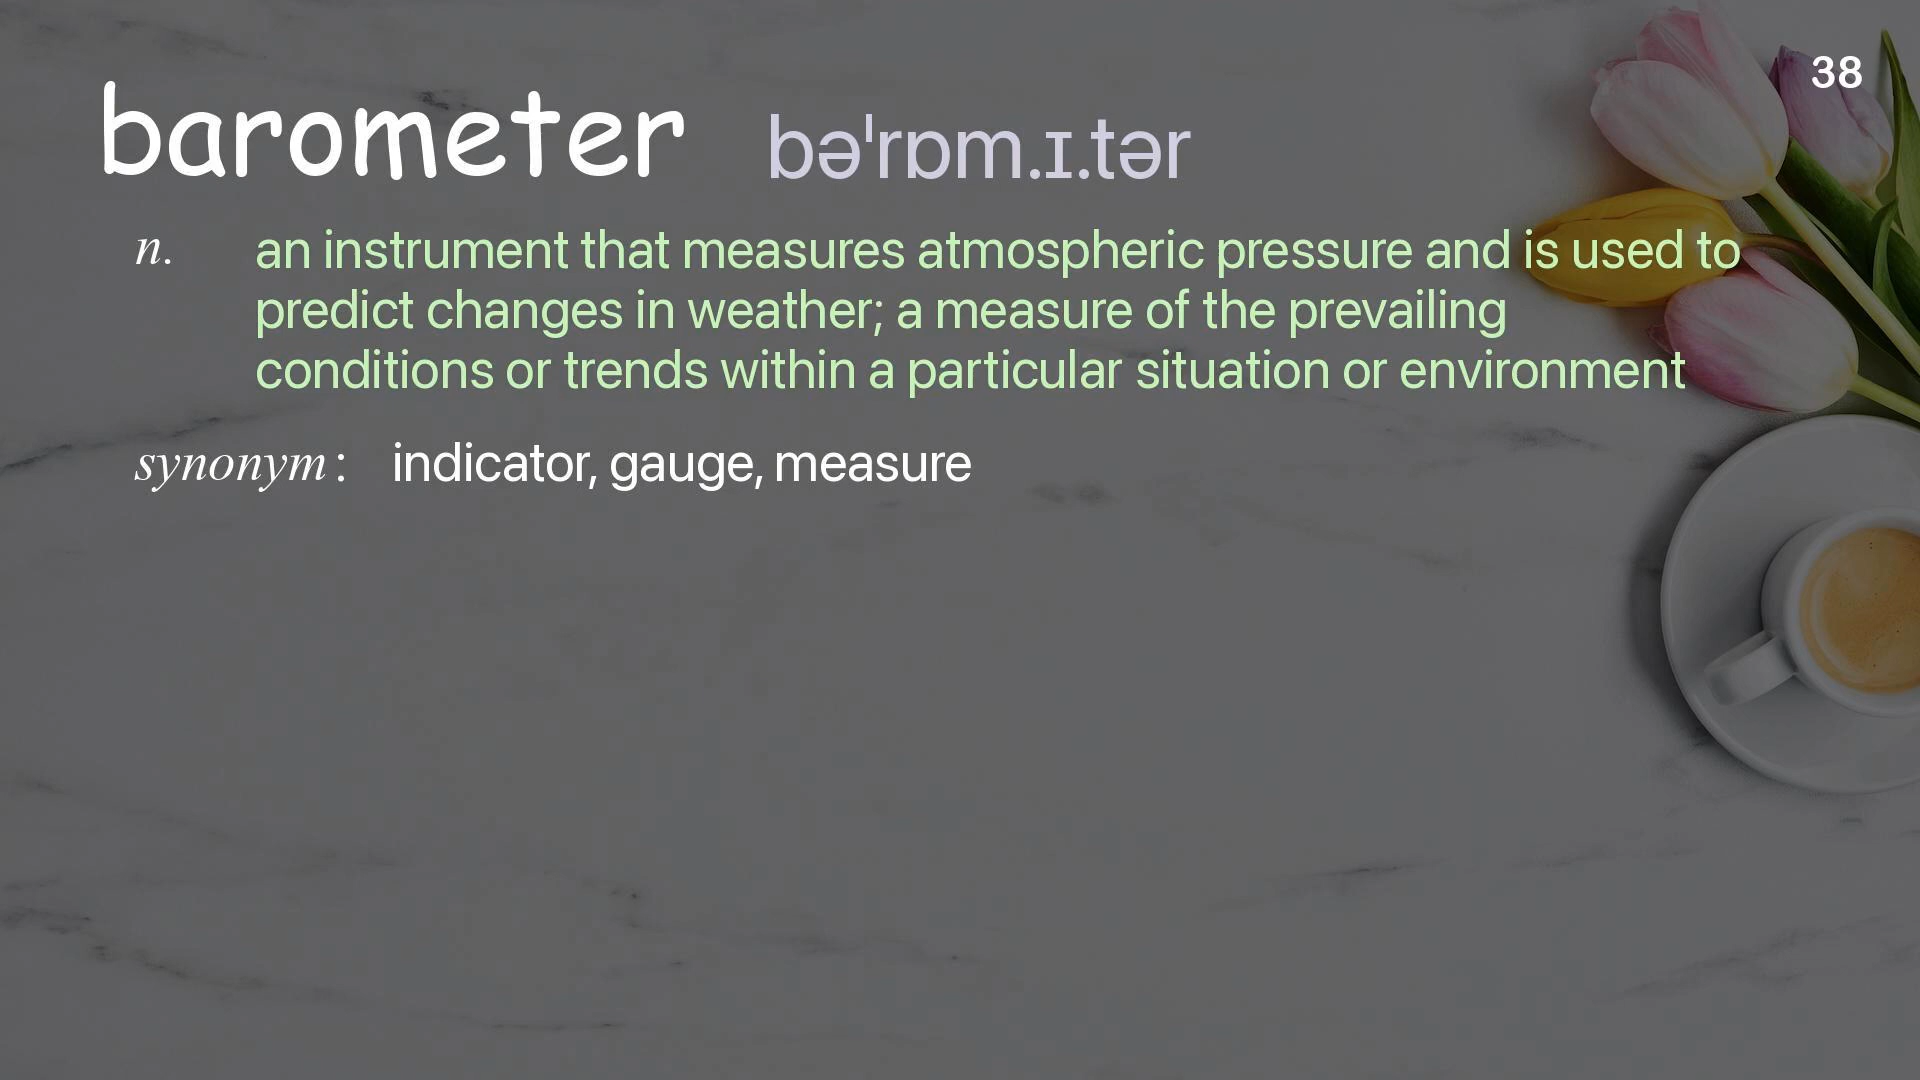 38
barometer bəˈrɒm.ɪ.tər
n. an instrument that measures atmospheric pressure and is used to
predict changes in weather; a measure of the prevailing
conditions or trends within a particular situation or environment
synonym: indicator, gauge, measure